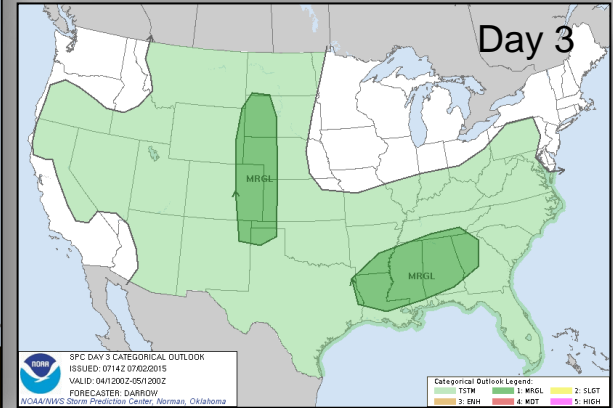 Day 3
MRGL
MRGL
SPC DAY 3 CATEGORICAL OUTLOOK
ISSUED: 0714Z 07/02/2015
VALID: 04/1200Z-05/1200Z
FORECASTER: DARROW
NOAA/NWS Storm Prediction Center, Norman, Oklahoma
NOAA
Categorical Outlook Legend:
TSTM 1: MRGL 2: SLGT
3: ENH 4: MDT 5: HIGH